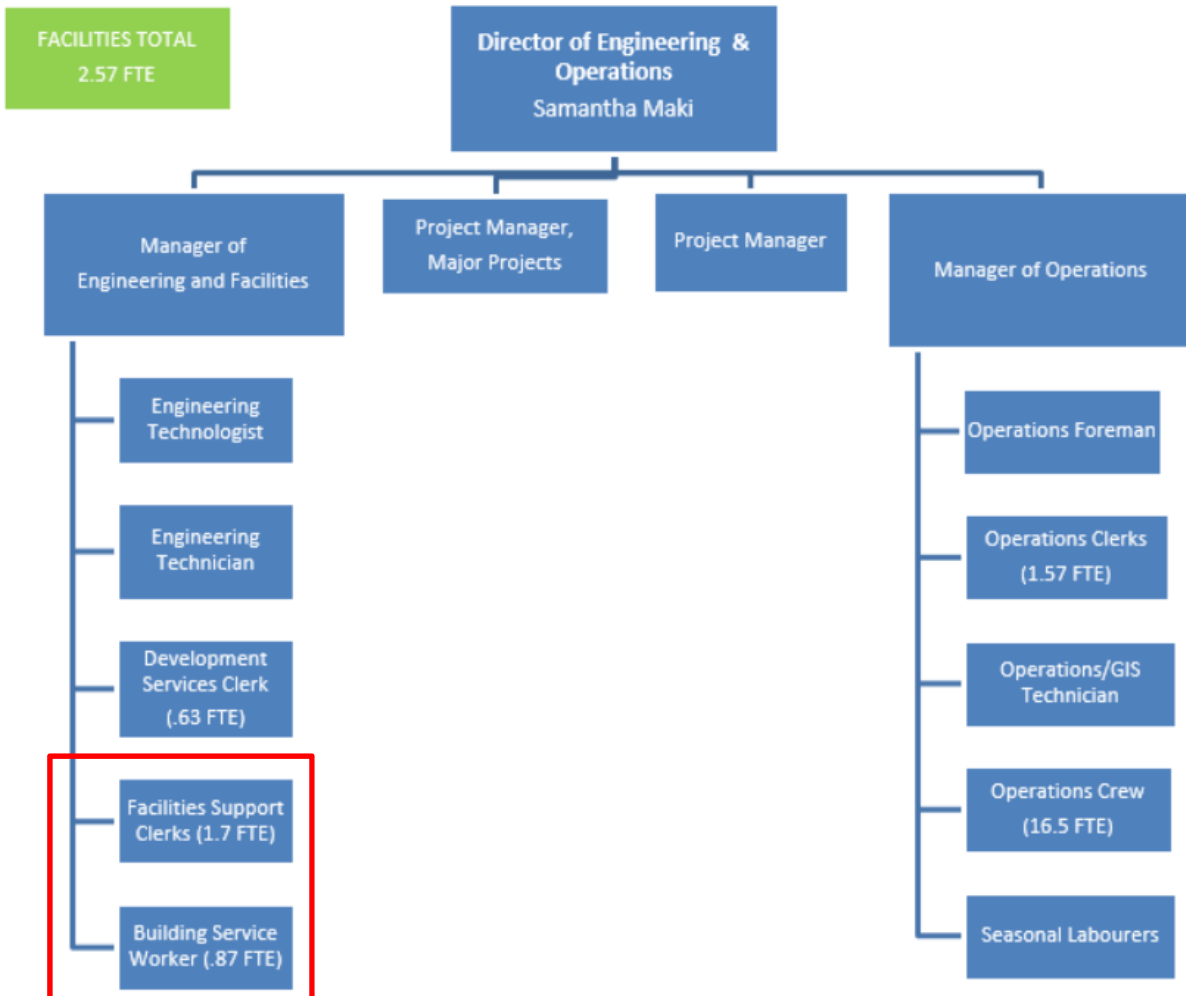 FACILITIES TOTAL
2.57 FTE
Director of Engineering &
Operations
Samantha Maki
Manager of
Engineering and Facilities
Project Manager,
Major Projects
Project Manager
Manager of Operations
Engineering
Technologist
Engineering
Technician
Development
Services Clerk
(.63 FTE)
Facilities Support
Clerks (1.7 FTE)
Building Service
Worker (.87 FTE)
Operations Foreman
Operations Clerks
(1.57 FTE)
Operations/GIS
Technician
Operations Crew
(16.5 FTE)
Seasonal Labourers